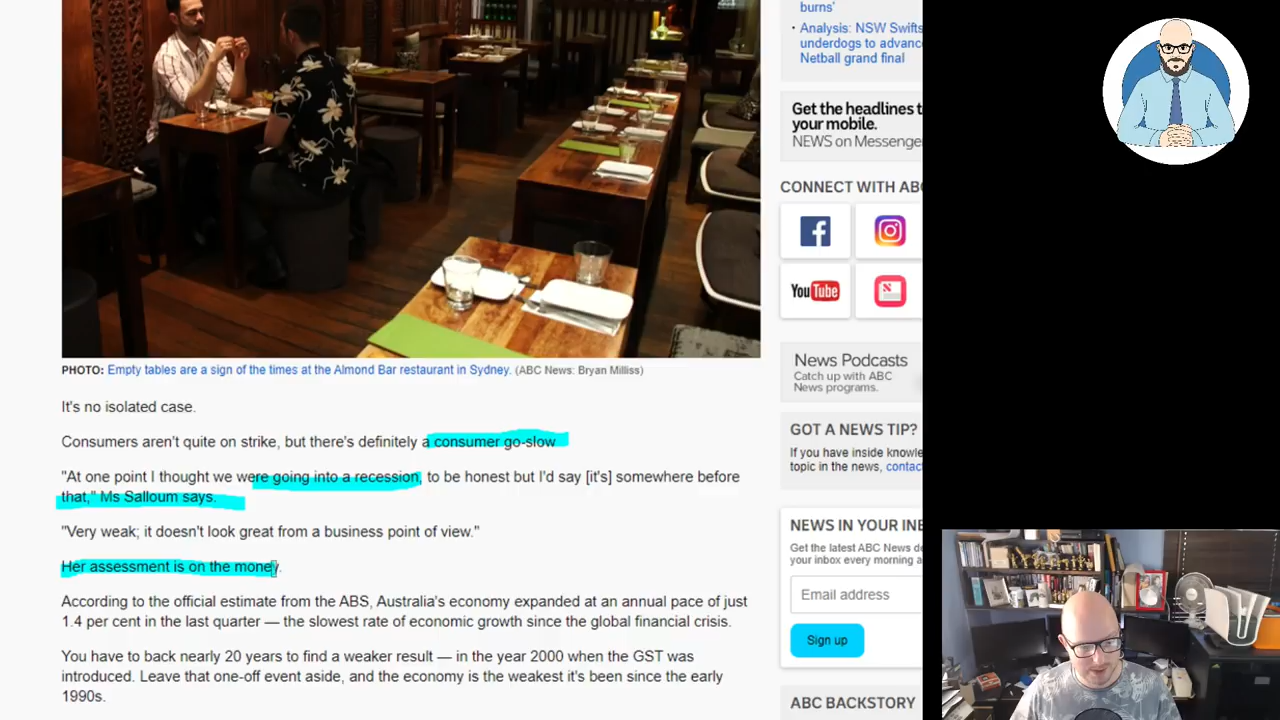 burns'
Analysis: NSW Swifts
underdogs to advanc
Netball grand final
Get the headlines t
your mobile.
NEWS on Messenge
CONNECT WITH ABC
YouTube
News Podcasts
Catch up with ABC
News programs.
GOT A NEWS TIP?
If you have inside knowle
topic in the news, contac
NEWS IN YOUR INE
Get the latest ABC News de
your inbox every morning a
Email address
Sign up
ABC BACKSTORY
PHOTO: Empty tables are a sign of the times at the Almond Bar restaurant in Sydney. (ABC News: Bryan Milliss)
It's no isolated case.
Consumers aren't quite on strike, but there's definitely a consumer go-slow
"At one point I thought we were going into a recession, to be honest but I'd say [it's] somewhere before
that," Ms Salloum says.
"Very weak; it doesn't look great from a business point of view."
Her assessment is on the money.
According to the official estimate from the ABS, Australia's economy expanded at an annual pace of just
1.4 per cent in the last quarter — the slowest rate of economic growth since the global financial crisis.
You have to back nearly 20 years to find a weaker result — in the year 2000 when the GST was
introduced. Leave that one-off event aside, and the economy is the weakest it's been since the early
1990s.